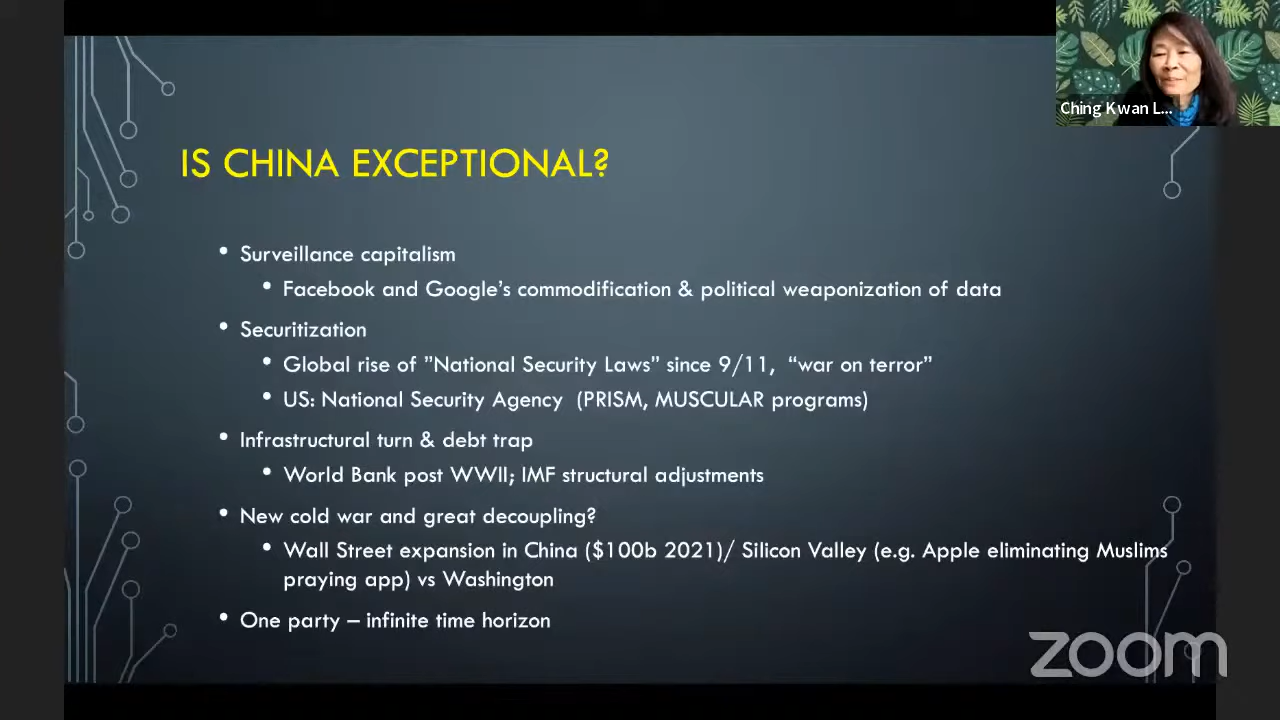 Ching Kwan L...
IS CHINA EXCEPTIONAL?
• Surveillance capitalism
• Facebook and Google's commodification & political weaponization of data
• Securitization
• Global rise of ”National Security Laws” since 9/11, “war on terror”
• US: National Security Agency (PRISM, MUSCULAR programs)
• Infrastructural turn & debt trap
• World Bank post WWII; IMF structural adjustments
• New cold war and great decoupling?
• Wall Street expansion in China ($100b 2021)/ Silicon Valley (e.g. Apple eliminating Muslims
praying app) vs Washington
• One party – infinite time horizon
zoom